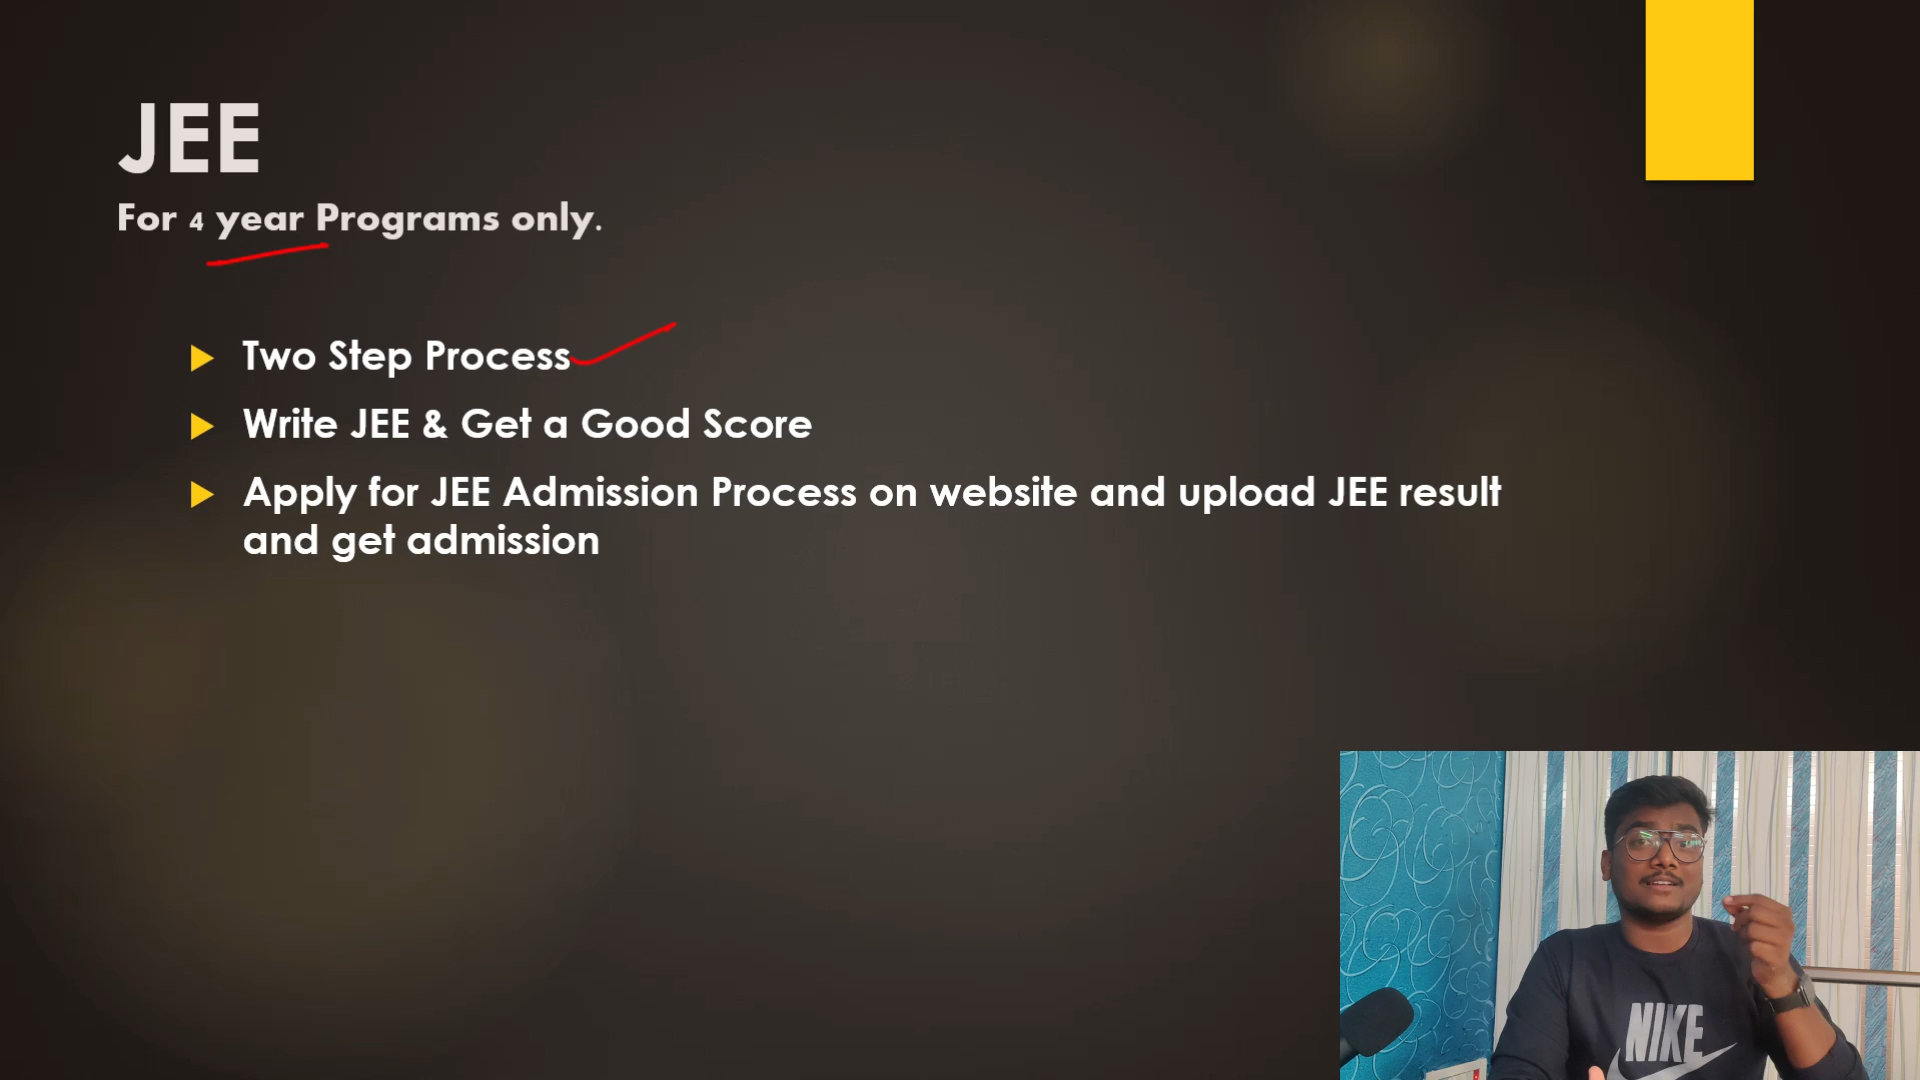 JEE
For 4 year Programs only.
Two Step Process
Write JEE & Get a Good Score
Apply for JEE Admission Process on website and upload JEE result
and get admission
NIKE